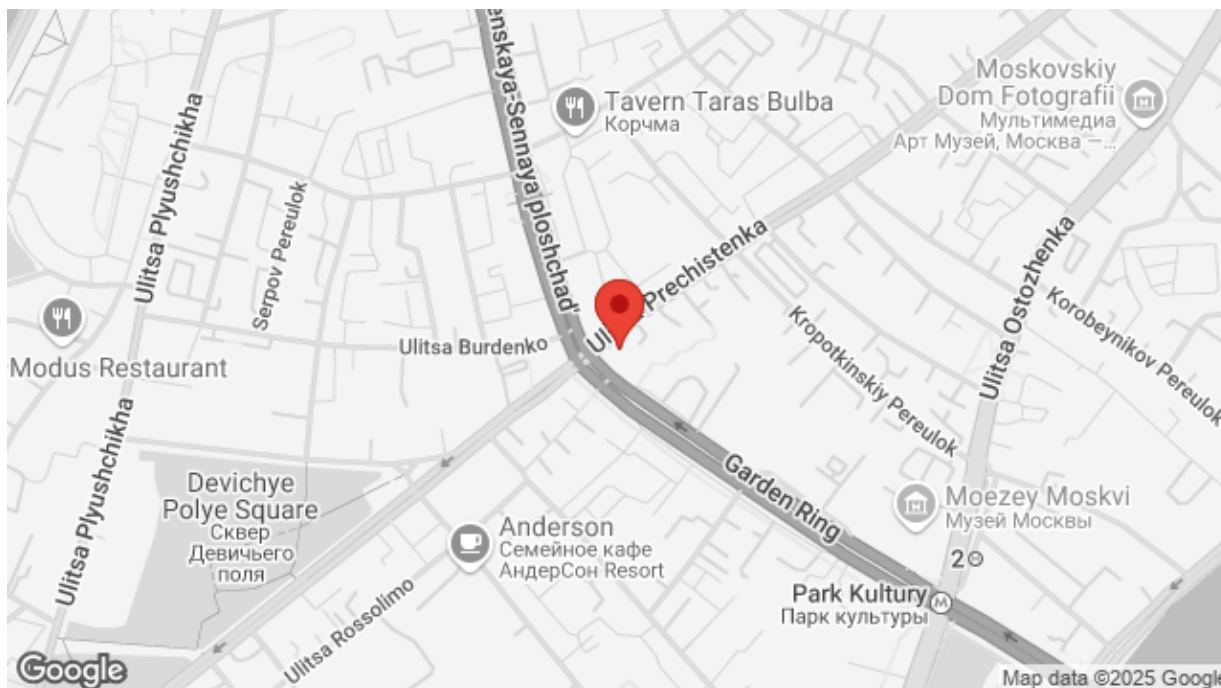 enskaya-Sennaya ploshchad'
Ulitsa Plyushchikha
Serpov Pereulok
Tavern Taras Bulba
Корчма
Moskovskiy
Dom Fotografii
Мультимедиа
Арт Музей, Москва —...
Prechistenka
Ulitsa Ostozhenka
Korobeynikov Pereulok
Kropotkinskiy Pereulok
Modus Restaurant
Ulitsa Burdenko
Garden Ring
Devichye
Polye Square
Сквер
Девичьего
поля
Anderson
Семейное кафе
АндерСон Resort
Moezey Moskvi
Музей Москвы
2
Park Kultury
Парк культуры
M
Ulitsa Plyushchikha
Ulitsa Rossolimo
Google
Map data ©2025 Google